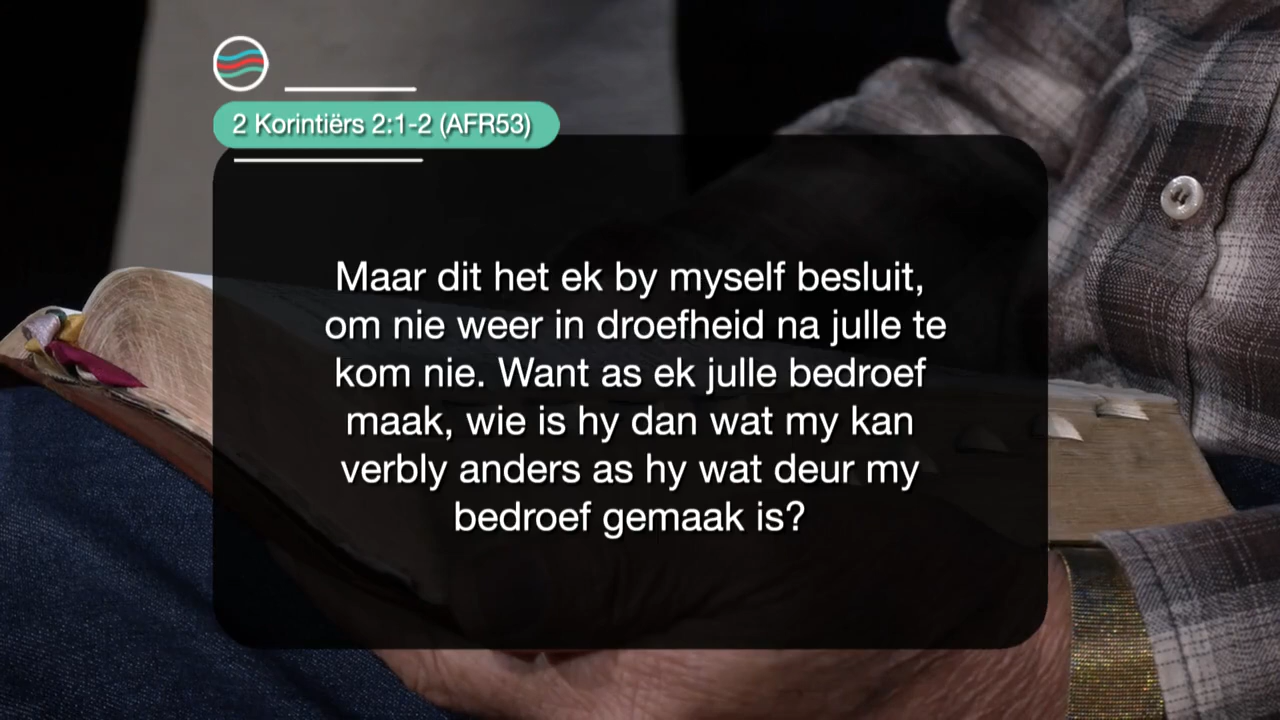 2 Korintiërs 2:1-2 (AFR53)
Maar dit het ek by myself besluit,
om nie weer in droefheid na julle te
kom nie. Want as ek julle bedroef
maak, wie is hy dan wat my kan
verbly anders as hy wat deur my
bedroef gemaak is?